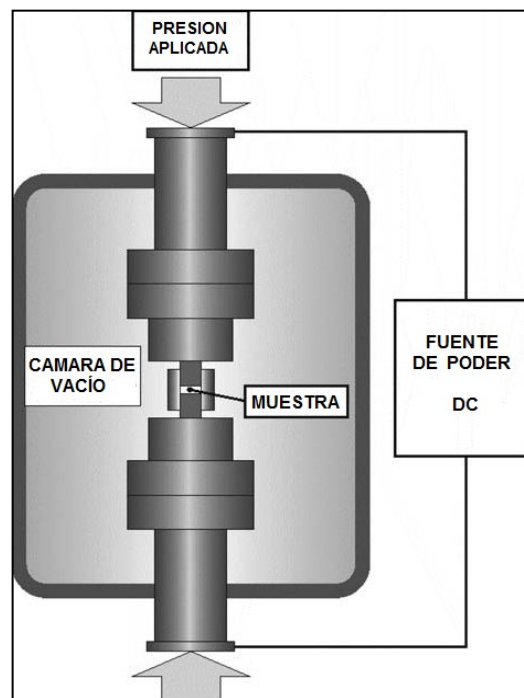 PRESION
APLICADA
CAMARA DE
VACÍO
MUESTRA
FUENTE
DE PODER
DC